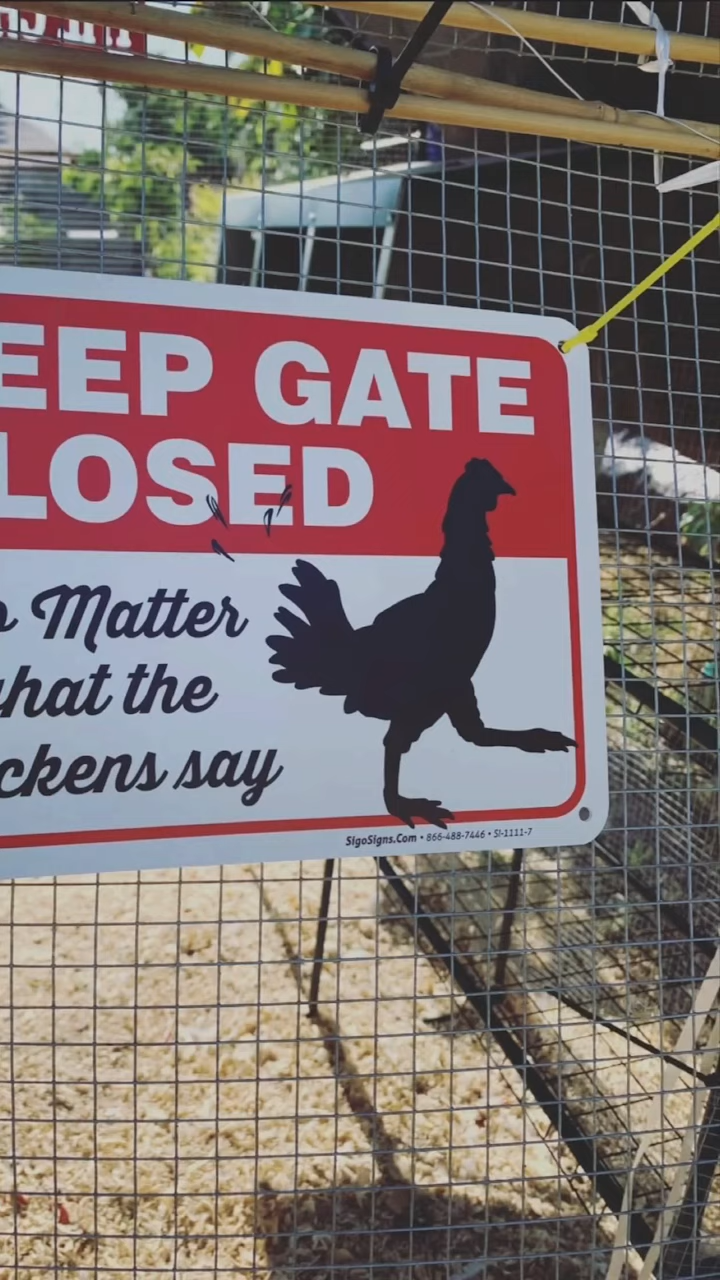 EEP GATE
LOSED
o Matter
hat the
ckens say
SigoSigns.Com • 866-488-7446 • SI-1111-7